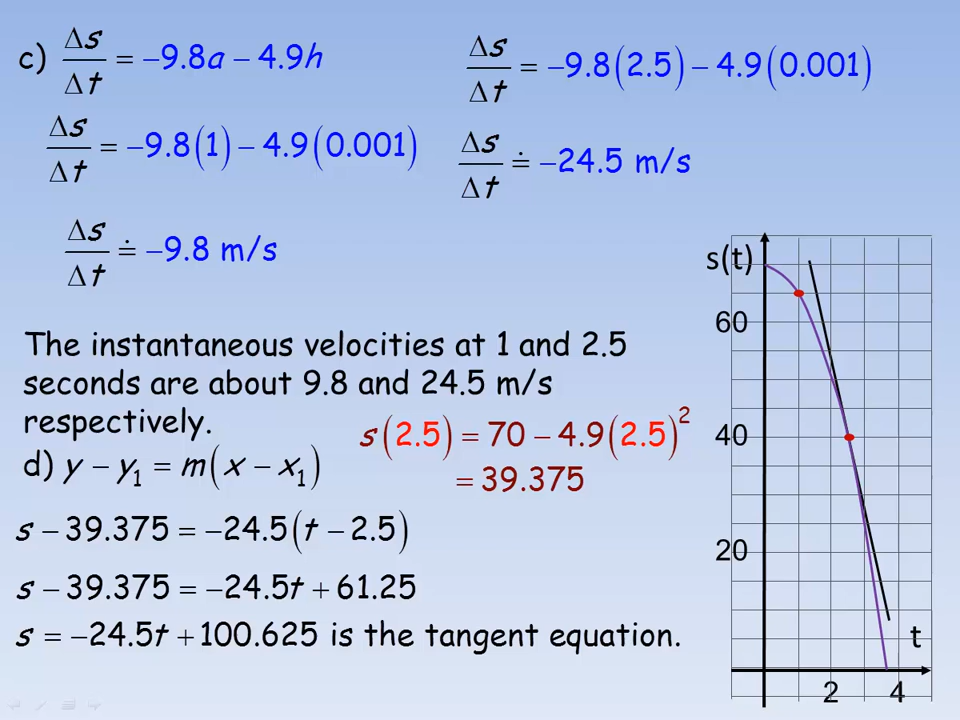 c) Δs/Δt = −9.8a − 4.9h
Δs/Δt = −9.8(1) − 4.9(0.001)
Δs/Δt ≐ −9.8 m/s
Δs/Δt = −9.8(2.5) − 4.9(0.001)
Δs/Δt ≐ −24.5 m/s
The instantaneous velocities at 1 and 2.5
seconds are about 9.8 and 24.5 m/s
respectively.
s(2.5) = 70 − 4.9(2.5)²
= 39.375
d) y − y₁ = m(x − x₁)
s − 39.375 = −24.5(t − 2.5)
s − 39.375 = −24.5t + 61.25
s = −24.5t + 100.625 is the tangent equation.
s(t)
60
40
20
t
2 4